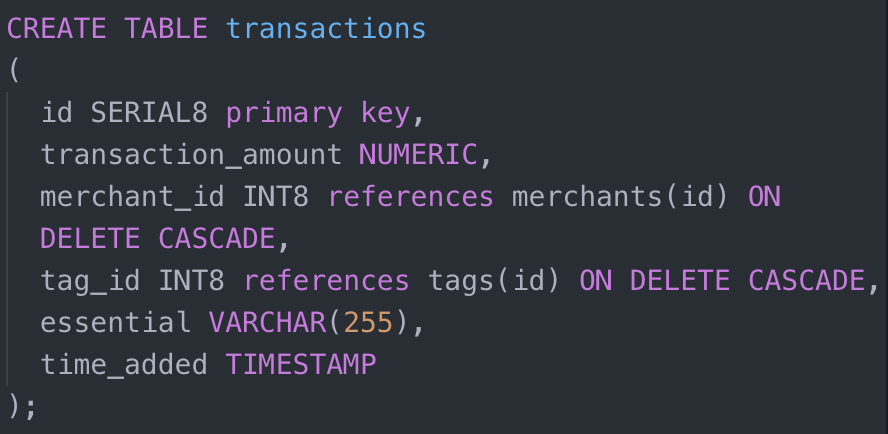 CREATE TABLE transactions
(
id SERIAL8 primary key,
transaction_amount NUMERIC,
merchant_id INT8 references merchants(id) ON
DELETE CASCADE,
tag_id INT8 references tags(id) ON DELETE CASCADE,
essential VARCHAR(255),
time_added TIMESTAMP
);